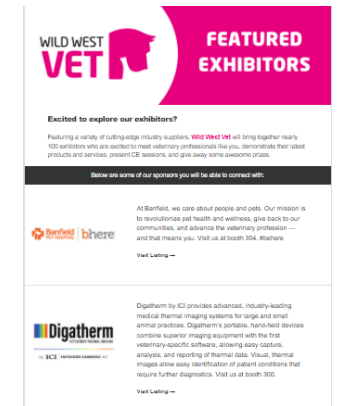 WILD WEST
VET
FEATURED
EXHIBITORS
Excited to explore our exhibitors?
Featuring a variety of cutting-edge industry suppliers, Wild West Vet will bring together nearly
100 exhibitors who are excited to meet veterinary professionals like you, demonstrate their latest
products and services, present CE sessions, and give away some awesome prizes.
Below are some of our sponsors you will be able to connect with:
Banfield
PET HOSPITAL
bhere
At Banfield, we care about people and pets. Our mission is
to revolutionize pet health and wellness, give back to our
communities, and advance the veterinary profession —
and that means you. Visit us at booth 304. #behere
Visit Listing —
Digatherm
by ICI INFRARED CAMERAS INC
Digatherm by ICI provides advanced, industry-leading
medical thermal imaging systems for large and small
animal practices. Digatherm's portable, hand-held devices
combine superior imaging equipment with the first
veterinary-specific software, allowing easy capture,
analysis, and reporting of thermal data. Visual, thermal
images allow easy identification of patient conditions that
require further diagnostics. Visit us at booth 300.
Visit Listing —